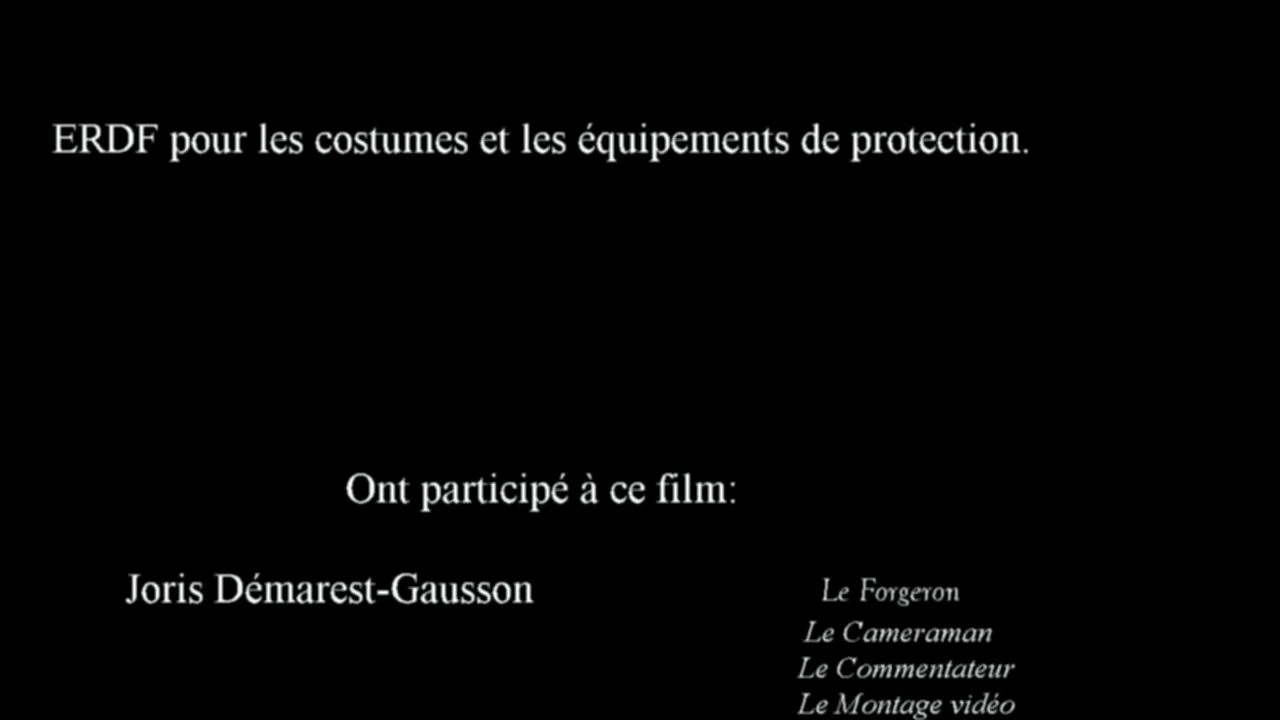 ERDF pour les costumes et les équipements de protection.
Ont participé à ce film:
Joris Démarest-Gausson
Le Forgeron
Le Cameraman
Le Commentateur
Le Montage vidéo